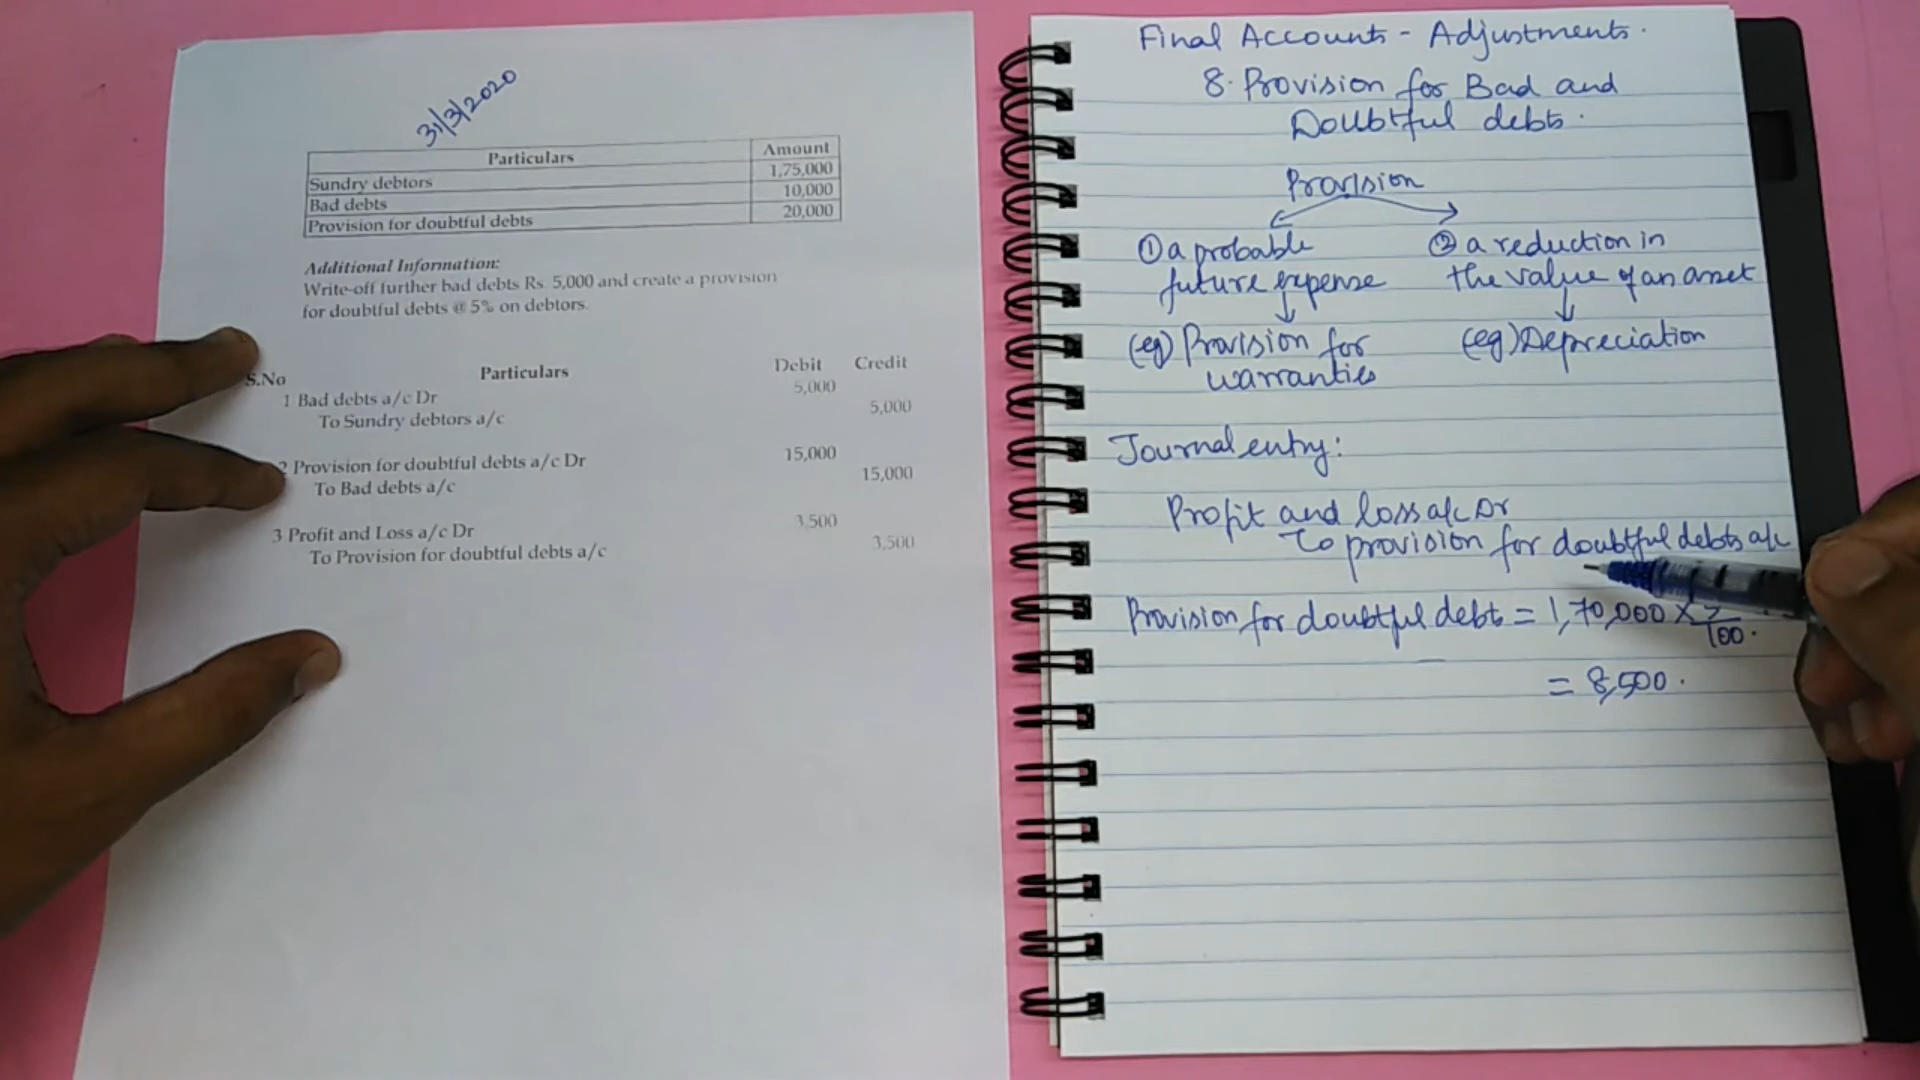 31/3/2020
Particulars Amount
Sundry debtors 1,75,000
Bad debts 10,000
Provision for doubtful debts 20,000
Additional Information:
Write-off further bad debts Rs. 5,000 and create a provision
for doubtful debts @ 5% on debtors.
S.No Particulars Debit Credit
1 Bad debts a/c Dr 5,000
To Sundry debtors a/c 5,000
2 Provision for doubtful debts a/c Dr 15,000
To Bad debts a/c 15,000
3 Profit and Loss a/c Dr 3,500
To Provision for doubtful debts a/c 3,500
Final Accounts - Adjustments.
8. Provision for Bad and
Doubtful debts.
Provision
① a probable
future expense
(eg) Provision for
warranties
② a reduction in
the value of an asset
(eg) Depreciation
Journal entry:
Profit and loss a/c Dr
To provision for doubtful debts a/c
Provision for doubtful debt = 1,70,000 × /100.
= 8,500.